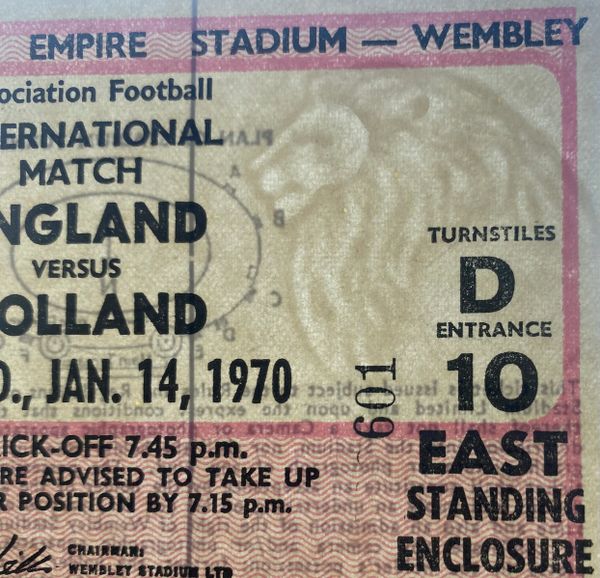 EMPIRE STADIUM — WEMBLEY
ociation Football
ERNATIONAL
MATCH
NGLAND
VERSUS
OLLAND
D., JAN. 14, 1970
ICK-OFF 7.45 p.m.
RE ADVISED TO TAKE UP
R POSITION BY 7.15 p.m.
CHAIRMAN:
WEMBLEY STADIUM LTD
TURNSTILES
D
ENTRANCE
10
601
EAST
STANDING
ENCLOSURE